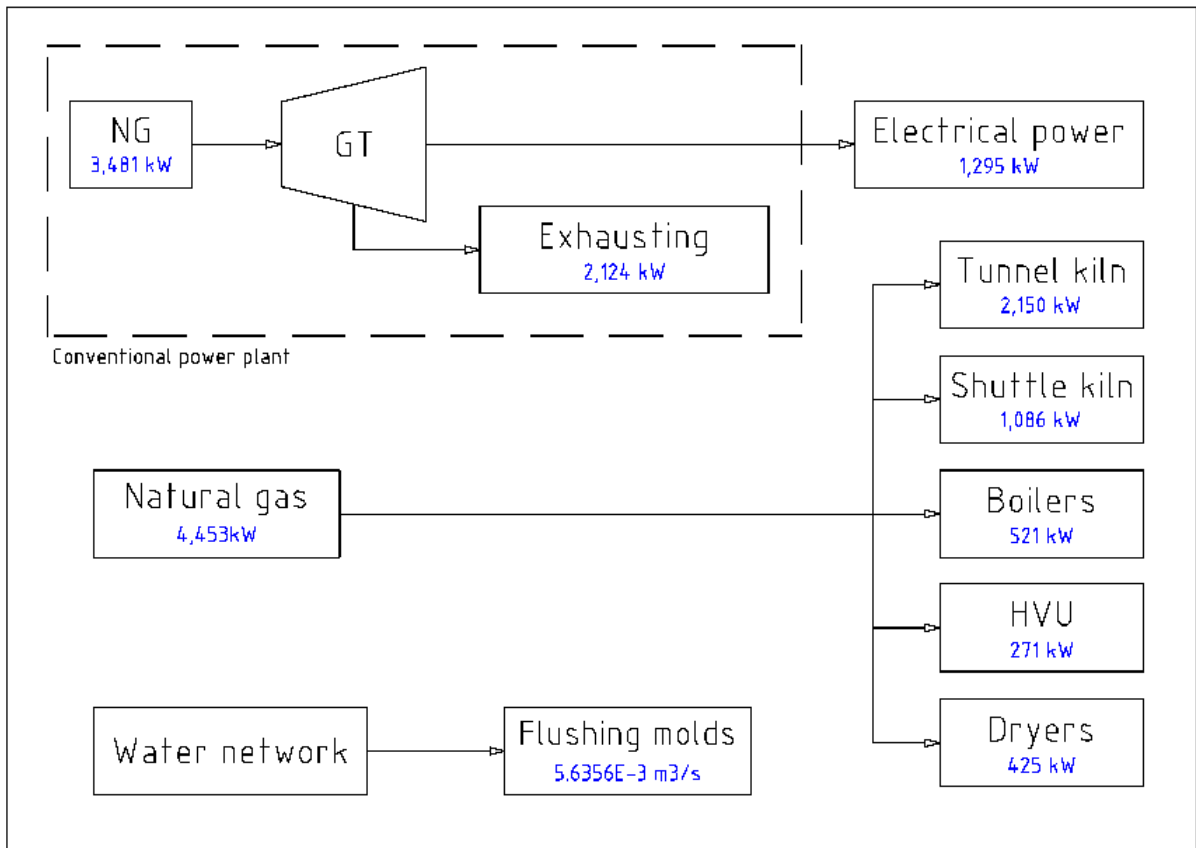 NG
3,481 kW
GT
Electrical power
1,295 kW
Exhausting
2,124 kW
Conventional power plant
Tunnel kiln
2,150 kW
Shuttle kiln
1,086 kW
Natural gas
4,453kW
Boilers
521 kW
HVU
271 kW
Water network
Flushing molds
5.6356E-3 m3/s
Dryers
425 kW